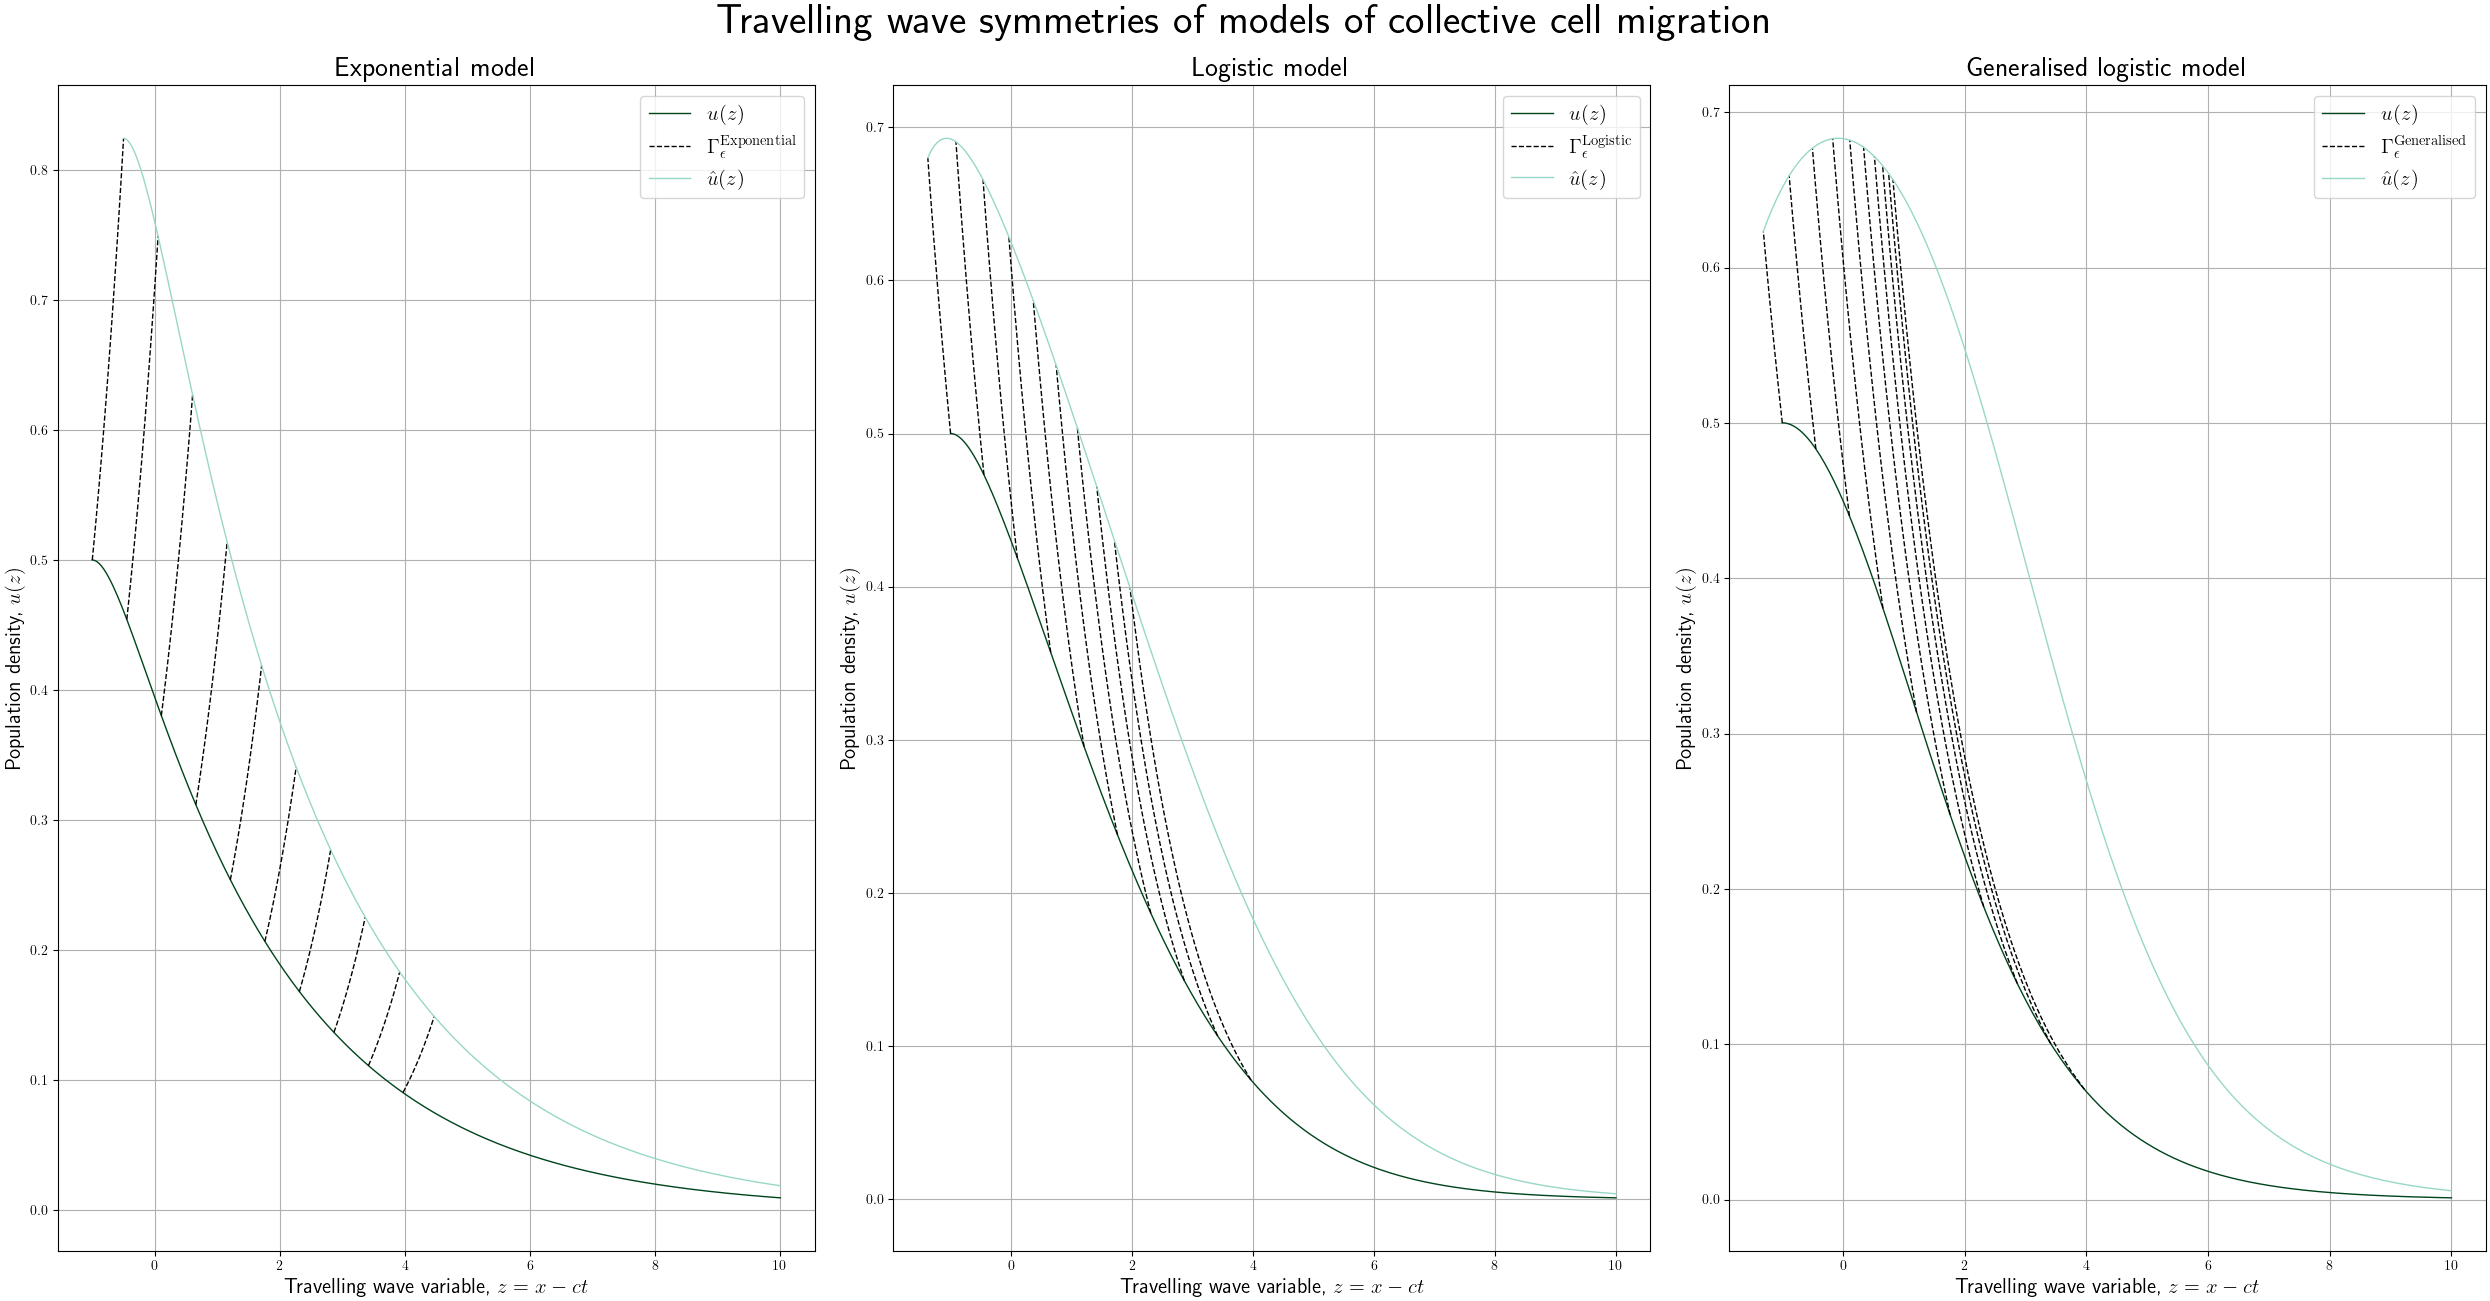 Travelling wave symmetries of models of collective cell migration
Exponential model
u(z)
Γ_ϵ^Exponential
û(z)
0.8
0.7
0.6
0.5
0.4
0.3
0.2
0.1
0.0
Population density, u(z)
0 2 4 6 8 10
Travelling wave variable, z = x − ct
Logistic model
u(z)
Γ_ϵ^Logistic
û(z)
0.7
0.6
0.5
0.4
0.3
0.2
0.1
0.0
Population density, u(z)
0 2 4 6 8 10
Travelling wave variable, z = x − ct
Generalised logistic model
u(z)
Γ_ϵ^Generalised
û(z)
0.7
0.6
0.5
0.4
0.3
0.2
0.1
0.0
Population density, u(z)
0 2 4 6 8 10
Travelling wave variable, z = x − ct